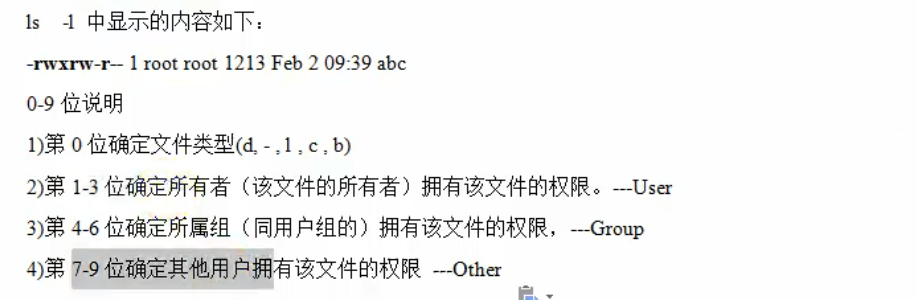 ls -l 中显示的内容如下：
-rwxrw-r-- 1 root root 1213 Feb 2 09:39 abc
0-9 位说明
1)第 0 位确定文件类型(d, - , l , c , b)
2)第 1-3 位确定所有者（该文件的所有者）拥有该文件的权限。---User
3)第 4-6 位确定所属组（同用户组的）拥有该文件的权限，---Group
4)第 7-9 位确定其他用户拥有该文件的权限 ---Other